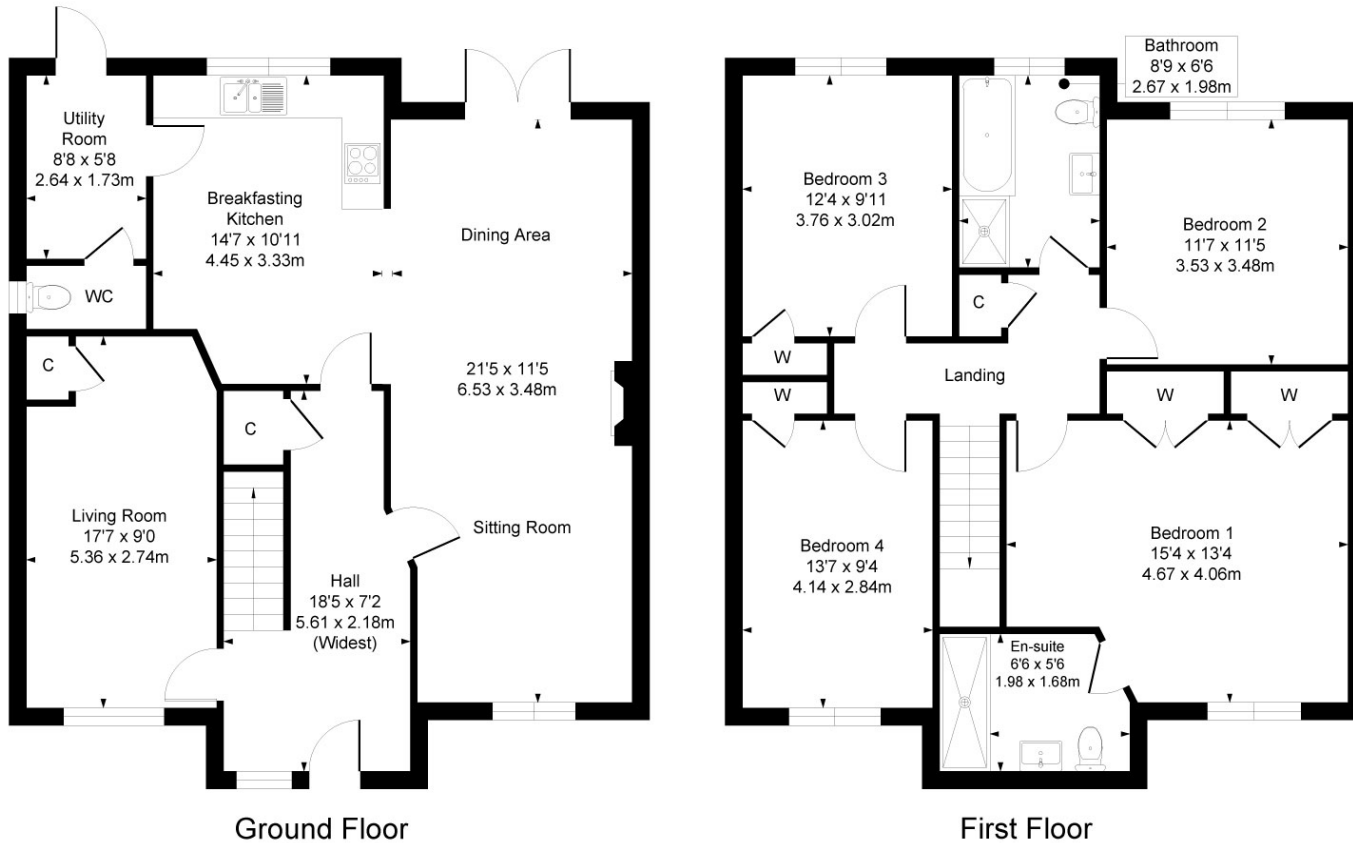 Utility
Room
8'8 x 5'8
2.64 x 1.73m
Breakfasting
Kitchen
14'7 x 10'11
4.45 x 3.33m
Dining Area
WC
C
21'5 x 11'5
6.53 x 3.48m
C
Living Room
17'7 x 9'0
5.36 x 2.74m
Sitting Room
Hall
18'5 x 7'2
5.61 x 2.18m
(Widest)
Ground Floor
Bathroom
8'9 x 6'6
2.67 x 1.98m
Bedroom 3
12'4 x 9'11
3.76 x 3.02m
Bedroom 2
11'7 x 11'5
3.53 x 3.48m
C
W
Landing
W
W
W
Bedroom 4
13'7 x 9'4
4.14 x 2.84m
Bedroom 1
15'4 x 13'4
4.67 x 4.06m
En-suite
6'6 x 5'6
1.98 x 1.68m
First Floor